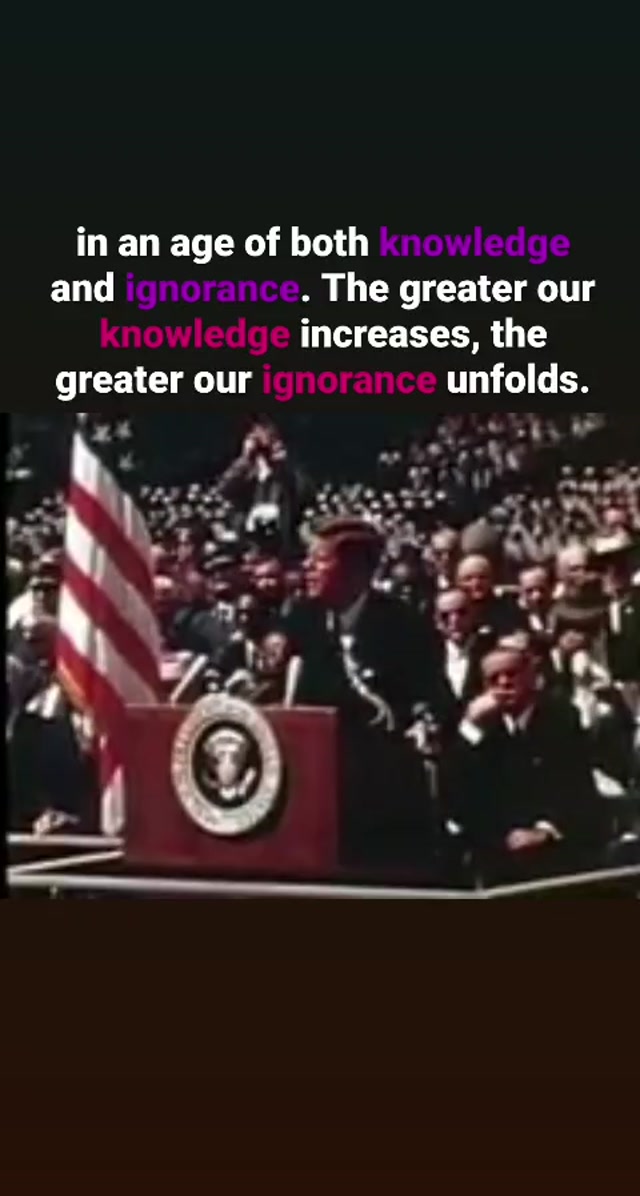 in an age of both knowledge
and ignorance. The greater our
knowledge increases, the
greater our ignorance unfolds.